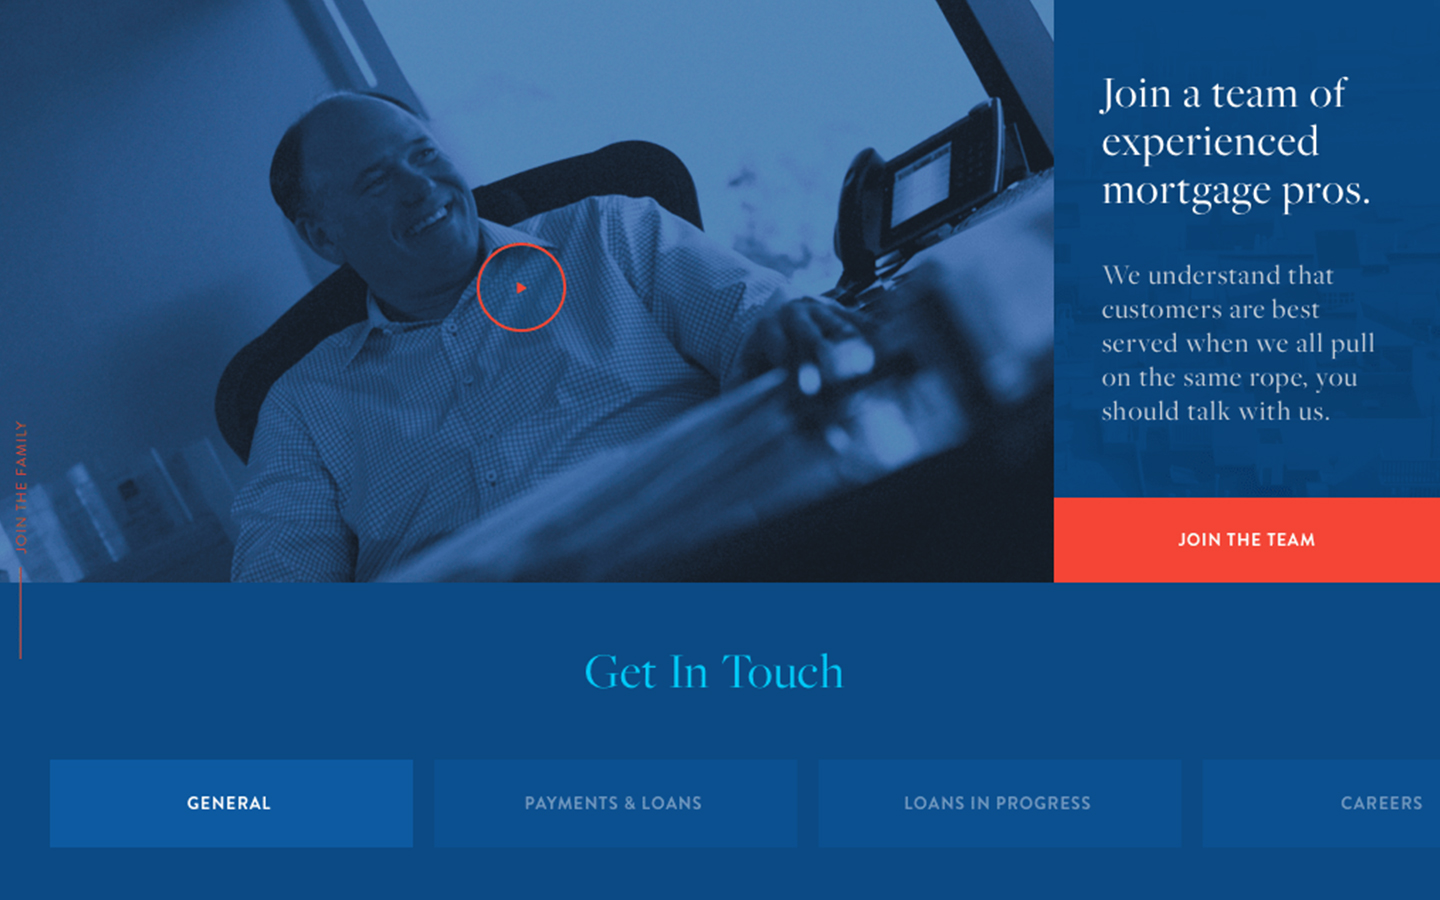 JOIN THE FAMILY
Join a team of
experienced
mortgage pros.
We understand that
customers are best
served when we all pull
on the same rope, you
should talk with us.
JOIN THE TEAM
Get In Touch
GENERAL
PAYMENTS & LOANS
LOANS IN PROGRESS
CAREERS